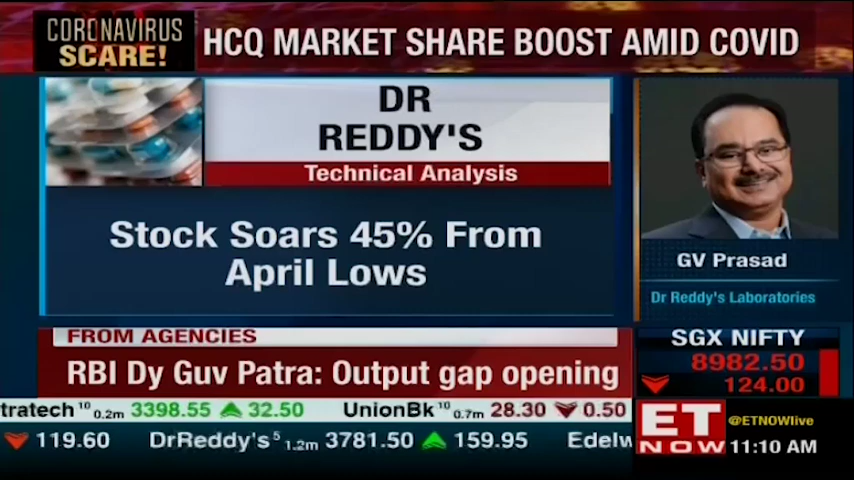 CORONAVIRUS
SCARE!
HCQ MARKET SHARE BOOST AMID COVID
DR
REDDY'S
Technical Analysis
Stock Soars 45% From
April Lows
GV Prasad
Dr Reddy's Laboratories
FROM AGENCIES
RBI Dy Guv Patra: Output gap opening
SGX NIFTY
8982.50
124.00
tratech 10 0.2m 3398.55 32.50 UnionBk 10 0.7m 28.30 0.50
119.60 DrReddy's 5 1.2m 3781.50 159.95 Edelw
ET
NOW
@ETNOWlive
11:10 AM